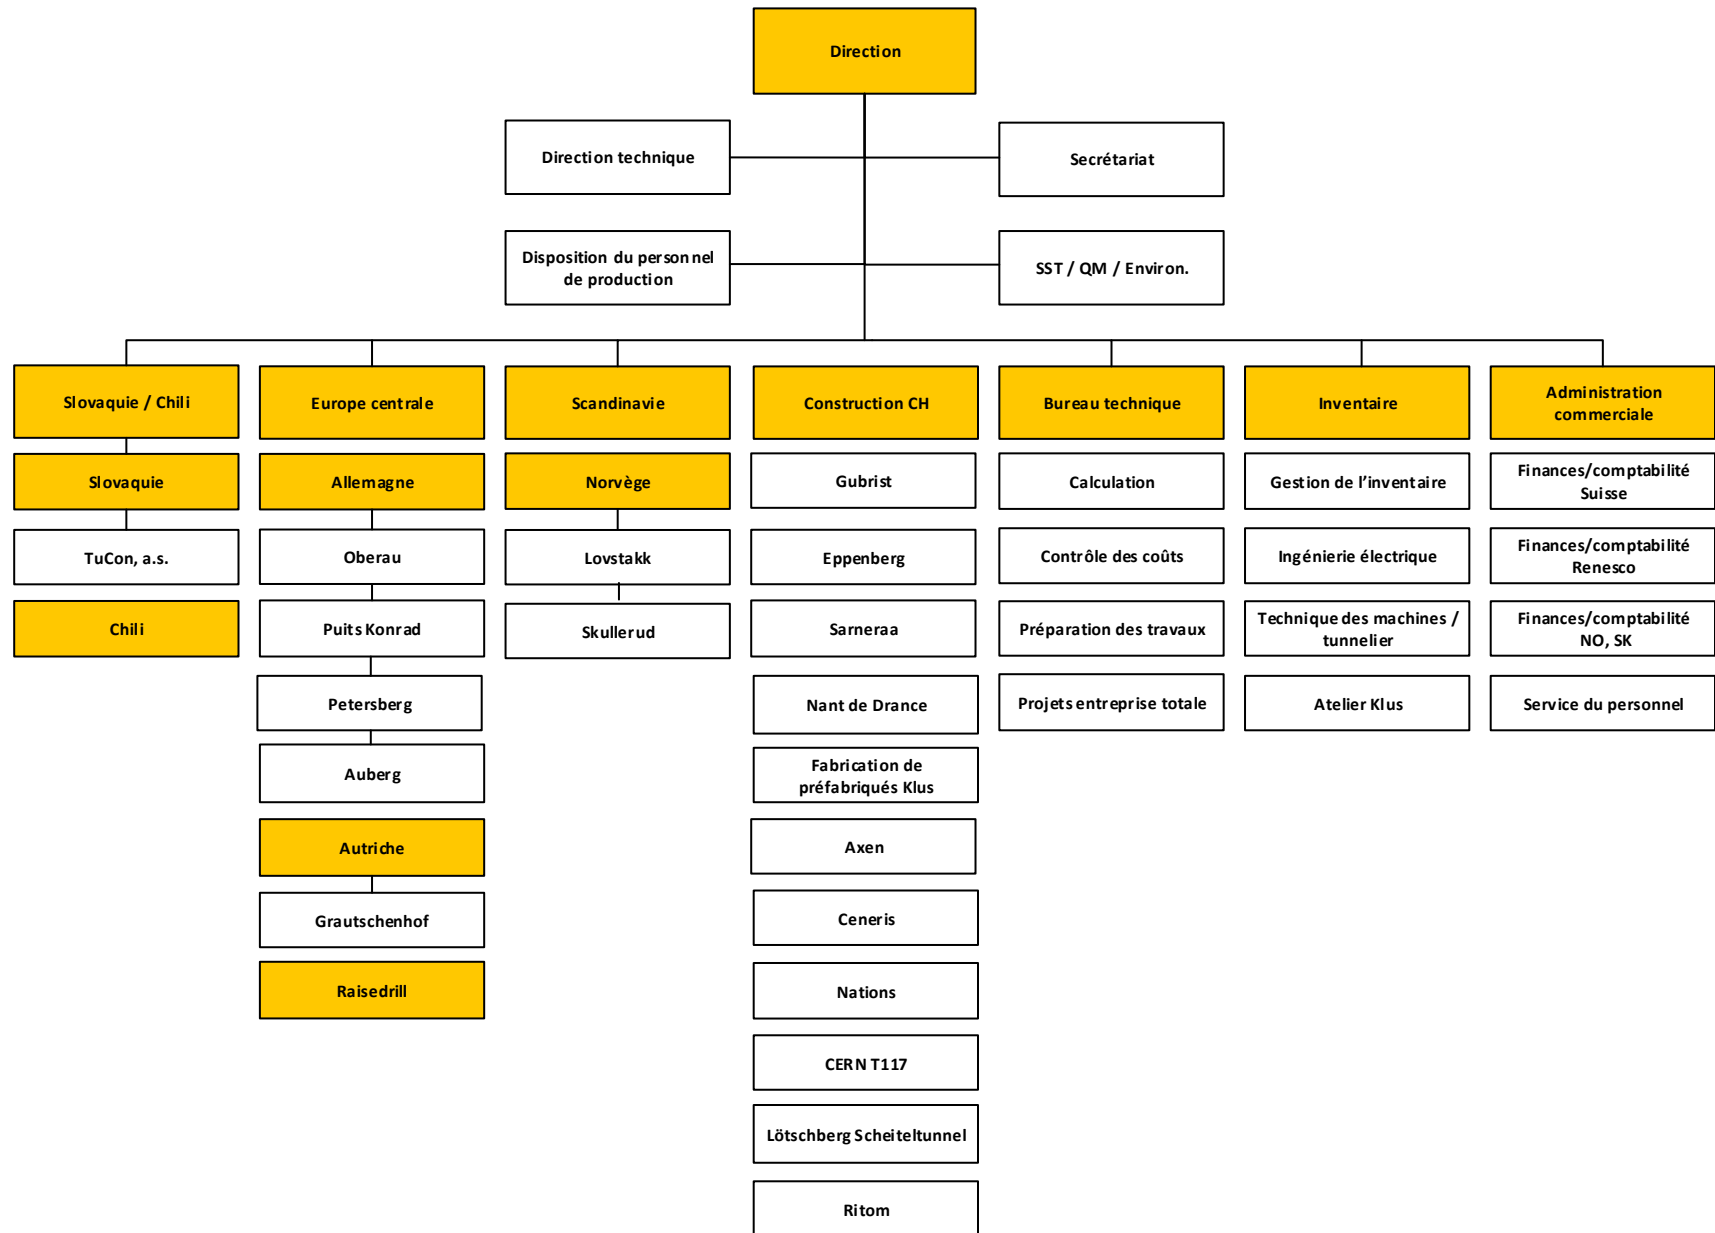 Direction
Direction technique
Secrétariat
Disposition du personnel
de production
SST / QM / Environ.
Slovaquie / Chili
Slovaquie
TuCon, a.s.
Chili
Europe centrale
Allemagne
Oberau
Puits Konrad
Petersberg
Auberg
Autriche
Grautschenhof
Raisedrill
Scandinavie
Norvège
Lovstakk
Skullerud
Construction CH
Gubrist
Eppenberg
Sarneraa
Nant de Drance
Fabrication de
préfabriqués Klus
Axen
Ceneris
Nations
CERN T117
Lötschberg Scheiteltunnel
Ritom
Bureau technique
Calculation
Contrôle des coûts
Préparation des travaux
Projets entreprise totale
Inventaire
Gestion de l’inventaire
Ingénierie électrique
Technique des machines /
tunnelier
Atelier Klus
Administration
commerciale
Finances/comptabilité
Suisse
Finances/comptabilité
Renesco
Finances/comptabilité
NO, SK
Service du personnel